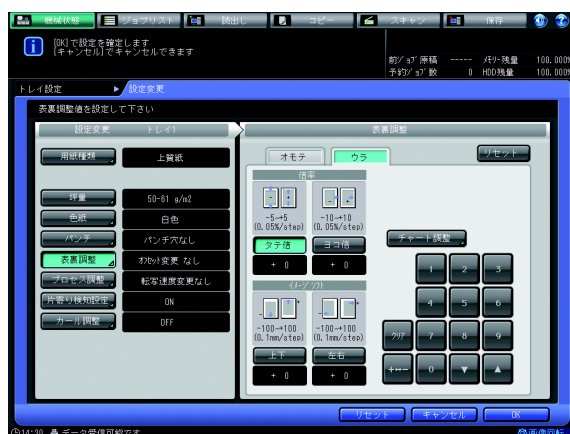 機械状態 ジョブリスト 読出し コピー スキャン 保存
[OK]で設定を確定します
[キャンセル]でキャンセルできます
前ｼﾞｮﾌﾞ原稿 ----- ﾒﾓﾘｰ残量 100.000%
予約ｼﾞｮﾌﾞ数 0 HDD残量 100.000%
トレイ設定 ▶ 設定変更
表裏調整値を設定して下さい
設定変更 トレイ1
用紙種類 上質紙
坪量 50-61 g/m2
色紙 白色
パンチ パンチ穴なし
表裏調整 ｵﾌｾｯﾄ変更 なし
プロセス調整 転写速度変更なし
片寄り検知設定 ON
カール調整 OFF
表裏調整
オモテ ウラ リセット
倍率
-5~+5 -10~+10
(0.05%/step) (0.05%/step)
タテ倍 ヨコ倍
+ 0 + 0
チャート調整
ｲﾒｰｼﾞ ｼﾌﾄ
-100~+100 -100~+100
(0.1mm/step) (0.1mm/step)
上下 左右
+ 0 + 0
1 2 3
4 5 6
ｸﾘｱ 7 8 9
+↔- 0 ▼ ▲
リセット キャンセル OK
14:30 データ受信可能です 画像回転